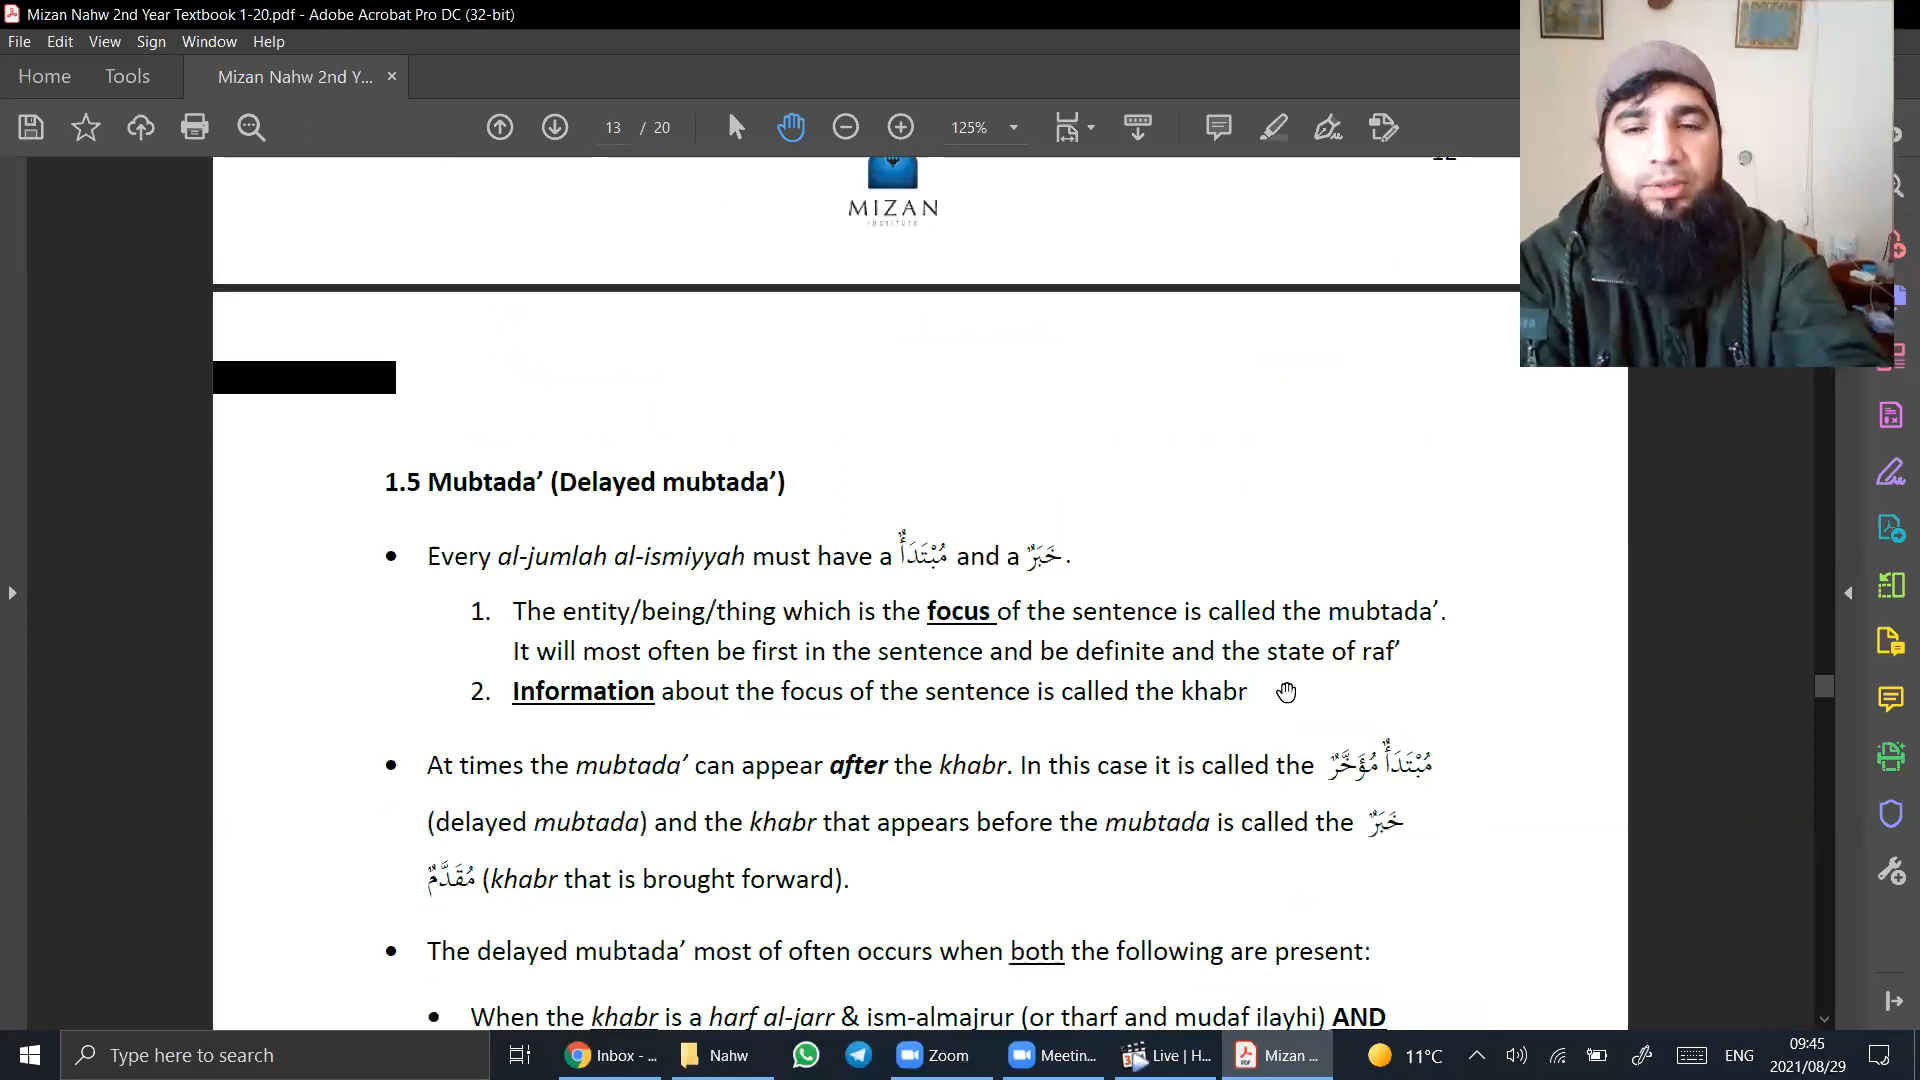 Mizan Nahw 2nd Year Textbook 1-20.pdf - Adobe Acrobat Pro DC (32-bit)
File Edit View Sign Window Help
Home Tools Mizan Nahw 2nd Y... ×
13 / 20 125%
12
MIZAN
INSTITUTE
1.5 Mubtada’ (Delayed mubtada’)
• Every al-jumlah al-ismiyyah must have a مُبْتَدَأٌ and a خَبَرٌ.
1. The entity/being/thing which is the focus of the sentence is called the mubtada’.
It will most often be first in the sentence and be definite and the state of raf’
2. Information about the focus of the sentence is called the khabr
• At times the mubtada’ can appear after the khabr. In this case it is called the مُبْتَدَأٌ مُؤَخَّرٌ
(delayed mubtada) and the khabr that appears before the mubtada is called the خَبَرٌ
مُقَدَّمٌ (khabr that is brought forward).
• The delayed mubtada’ most of often occurs when both the following are present:
• When the khabr is a harf al-jarr & ism-almajrur (or tharf and mudaf ilayhi) AND
Type here to search Inbox - ... Nahw Zoom Meetin... Live | H... Mizan ... 11°C ENG 09:45
2021/08/29